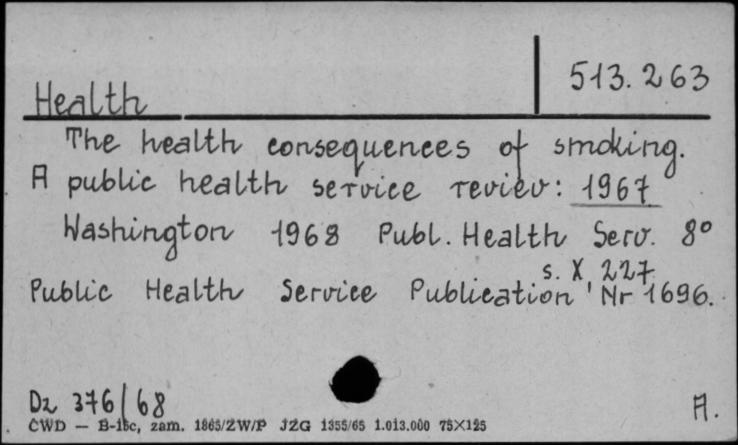 513.263
Health
The health consequences of smoking.
A public health service reviev: 1967
Washington 1968 Publ. Health Serv. 8°
s. X 227.
Public Health Service Publication, Nr 1696.
Dz 376/68
A.
CWD — B-18c, zam. 1865/ZW/P JZG 1355/65 1.013.000 75×125